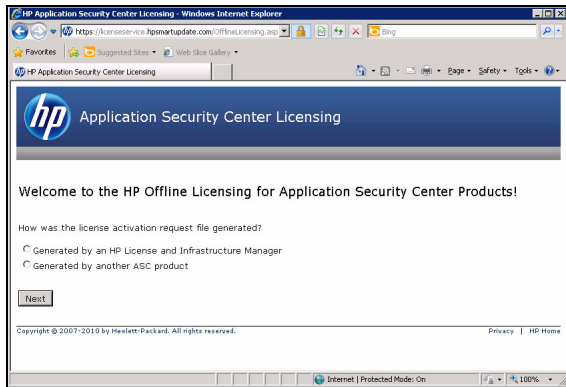 HP Application Security Center Licensing - Windows Internet Explorer
https://licenseservice.hpsmartupdate.com/OfflineLicensing.asp
Bing
Favorites Suggested Sites Web Slice Gallery
HP Application Security Center Licensing
Page Safety Tools
hp Application Security Center Licensing
Welcome to the HP Offline Licensing for Application Security Center Products!
How was the license activation request file generated?
Generated by an HP License and Infrastructure Manager
Generated by another ASC product
Next
Copyright © 2007-2010 by Hewlett-Packard. All rights reserved. Privacy | HP Home
Internet | Protected Mode: On 100%